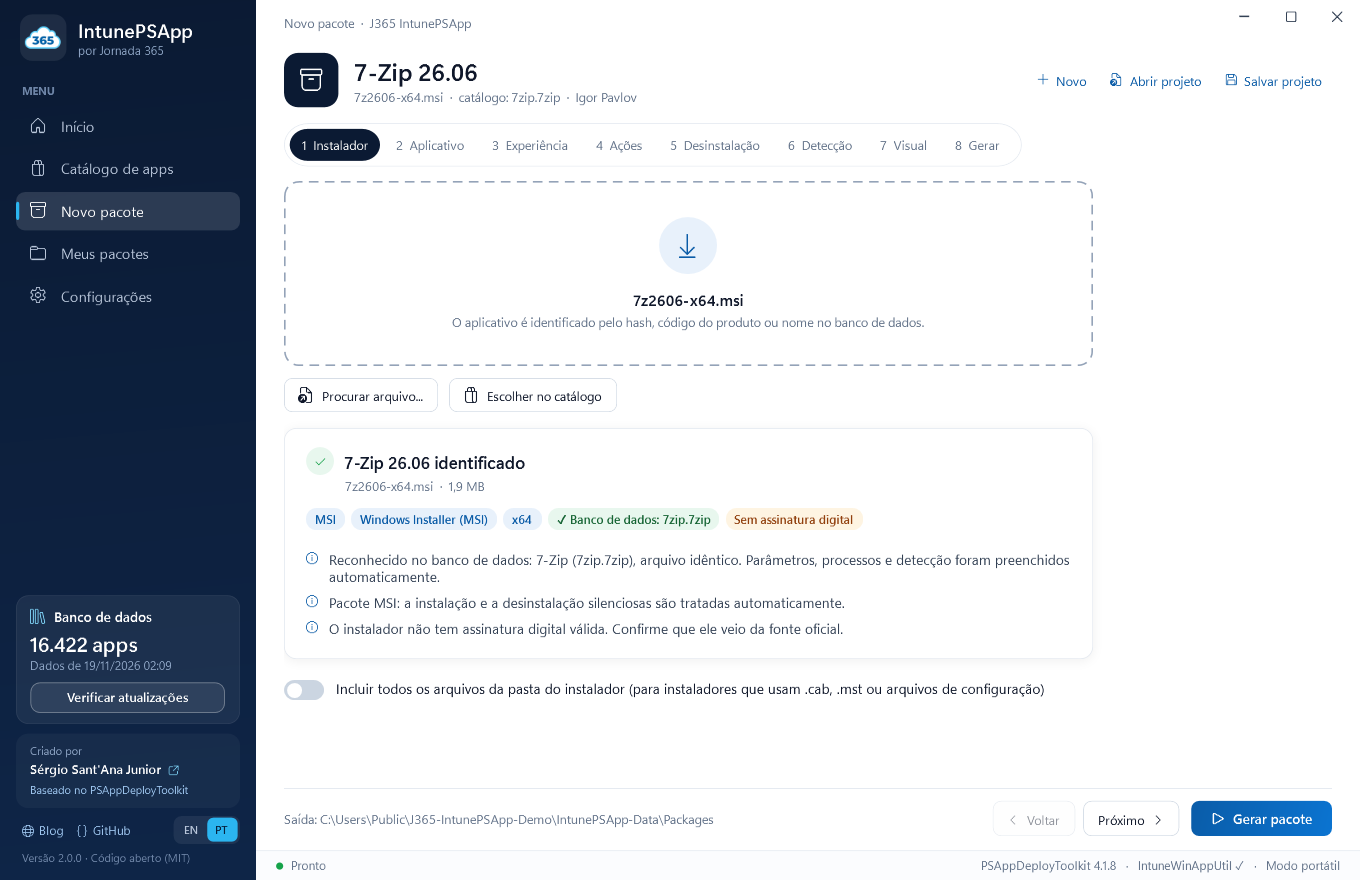 365
IntunePSApp
por Jornada 365
MENU
Início
Catálogo de apps
Novo pacote
Meus pacotes
Configurações
Banco de dados
16.422 apps
Dados de 19/11/2026 02:09
Verificar atualizações
Criado por
Sérgio Sant'Ana Junior
Baseado no PSAppDeployToolkit
Blog
{ } GitHub
EN
PT
Versão 2.0.0 · Código aberto (MIT)
Novo pacote · J365 IntunePSApp
7-Zip 26.06
7z2606-x64.msi · catálogo: 7zip.7zip · Igor Pavlov
+ Novo
Abrir projeto
Salvar projeto
1 Instalador
2 Aplicativo
3 Experiência
4 Ações
5 Desinstalação
6 Detecção
7 Visual
8 Gerar
7z2606-x64.msi
O aplicativo é identificado pelo hash, código do produto ou nome no banco de dados.
Procurar arquivo...
Escolher no catálogo
7-Zip 26.06 identificado
7z2606-x64.msi · 1,9 MB
MSI
Windows Installer (MSI)
x64
✓ Banco de dados: 7zip.7zip
Sem assinatura digital
Reconhecido no banco de dados: 7-Zip (7zip.7zip), arquivo idêntico. Parâmetros, processos e detecção foram preenchidos
automaticamente.
Pacote MSI: a instalação e a desinstalação silenciosas são tratadas automaticamente.
O instalador não tem assinatura digital válida. Confirme que ele veio da fonte oficial.
Incluir todos os arquivos da pasta do instalador (para instaladores que usam .cab, .mst ou arquivos de configuração)
Saída: C:\Users\Public\J365-IntunePSApp-Demo\IntunePSApp-Data\Packages
Voltar
Próximo
Gerar pacote
Pronto
PSAppDeployToolkit 4.1.8 · IntuneWinAppUtil ✓ · Modo portátil